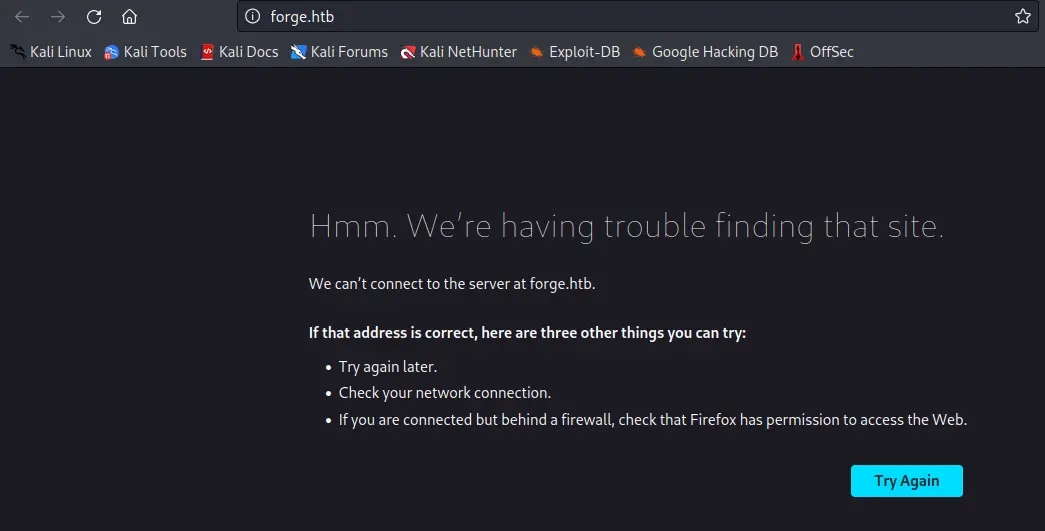 forge.htb
Kali Linux Kali Tools Kali Docs Kali Forums Kali NetHunter Exploit-DB Google Hacking DB OffSec
Hmm. We’re having trouble finding that site.
We can’t connect to the server at forge.htb.
If that address is correct, here are three other things you can try:
• Try again later.
• Check your network connection.
• If you are connected but behind a firewall, check that Firefox has permission to access the Web.
Try Again